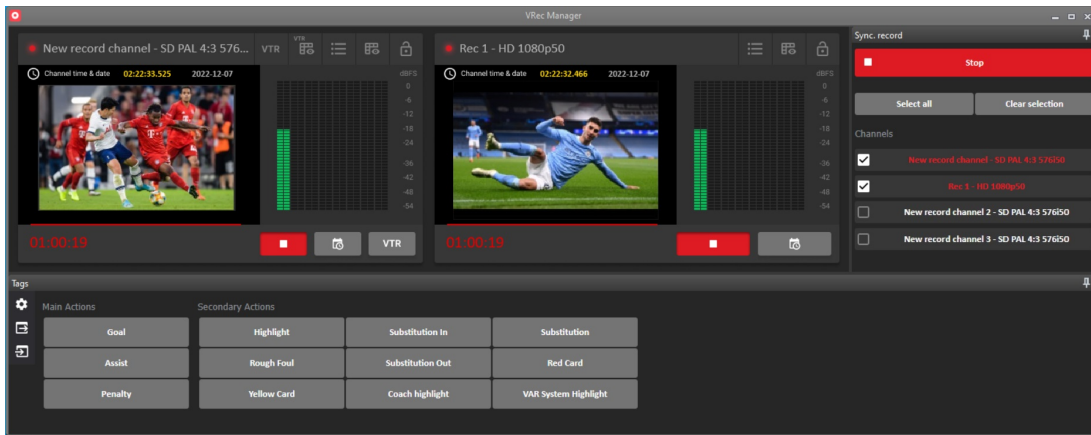 VRec Manager
New record channel - SD PAL 4:3 576...
VTR
VTR
Channel time & date 02:22:33.525 2022-12-07
dBFS
0
-6
-12
-18
-24
-36
-42
-48
-54
01:00:19
VTR
Rec 1 - HD 1080p50
Channel time & date 02:22:32.466 2022-12-07
dBFS
0
-6
-12
-18
-24
-36
-42
-48
-54
01:00:19
Sync. record
Stop
Select all Clear selection
Channels
New record channel - SD PAL 4:3 576i50
Rec 1 - HD 1080p50
New record channel 2 - SD PAL 4:3 576i50
New record channel 3 - SD PAL 4:3 576i50
Tags
Main Actions Secondary Actions
Goal Highlight Substitution In Substitution
Assist Rough Foul Substitution Out Red Card
Penalty Yellow Card Coach highlight VAR System Highlight